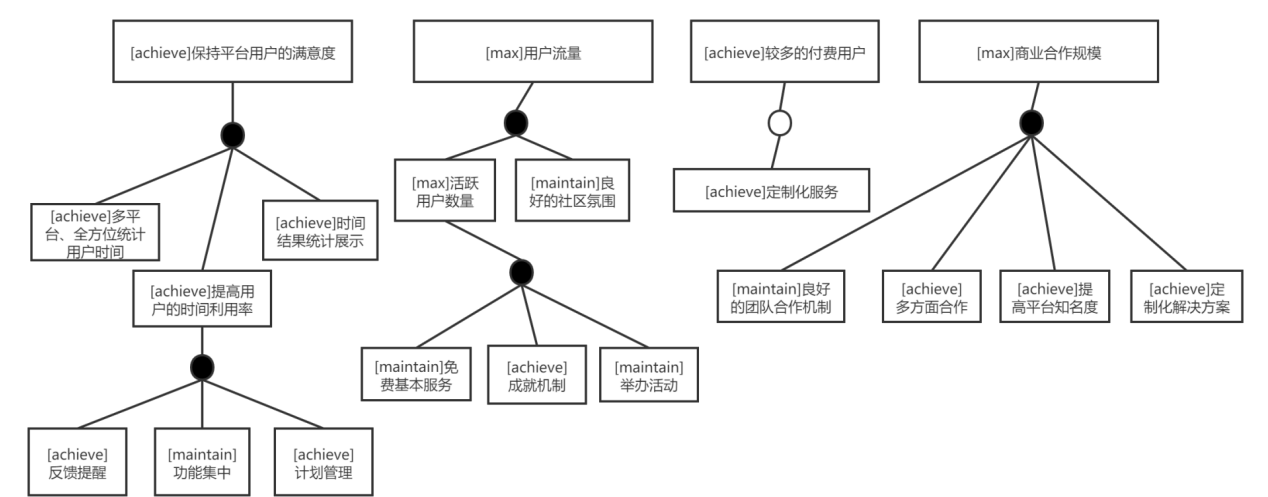 [achieve]保持平台用户的满意度
[max]用户流量
[achieve]较多的付费用户
[max]商业合作规模
[achieve]多平
台、全方位统计
用户时间
[achieve]时间
结果统计展示
[achieve]提高用
户的时间利用率
[achieve]
反馈提醒
[maintain]
功能集中
[achieve]
计划管理
[max]活跃
用户数量
[maintain]良
好的社区氛围
[maintain]免
费基本服务
[achieve]
成就机制
[maintain]
举办活动
[achieve]定制化服务
[maintain]良好
的团队合作机制
[achieve]
多方面合作
[achieve]提
高平台知名度
[achieve]定
制化解决方案